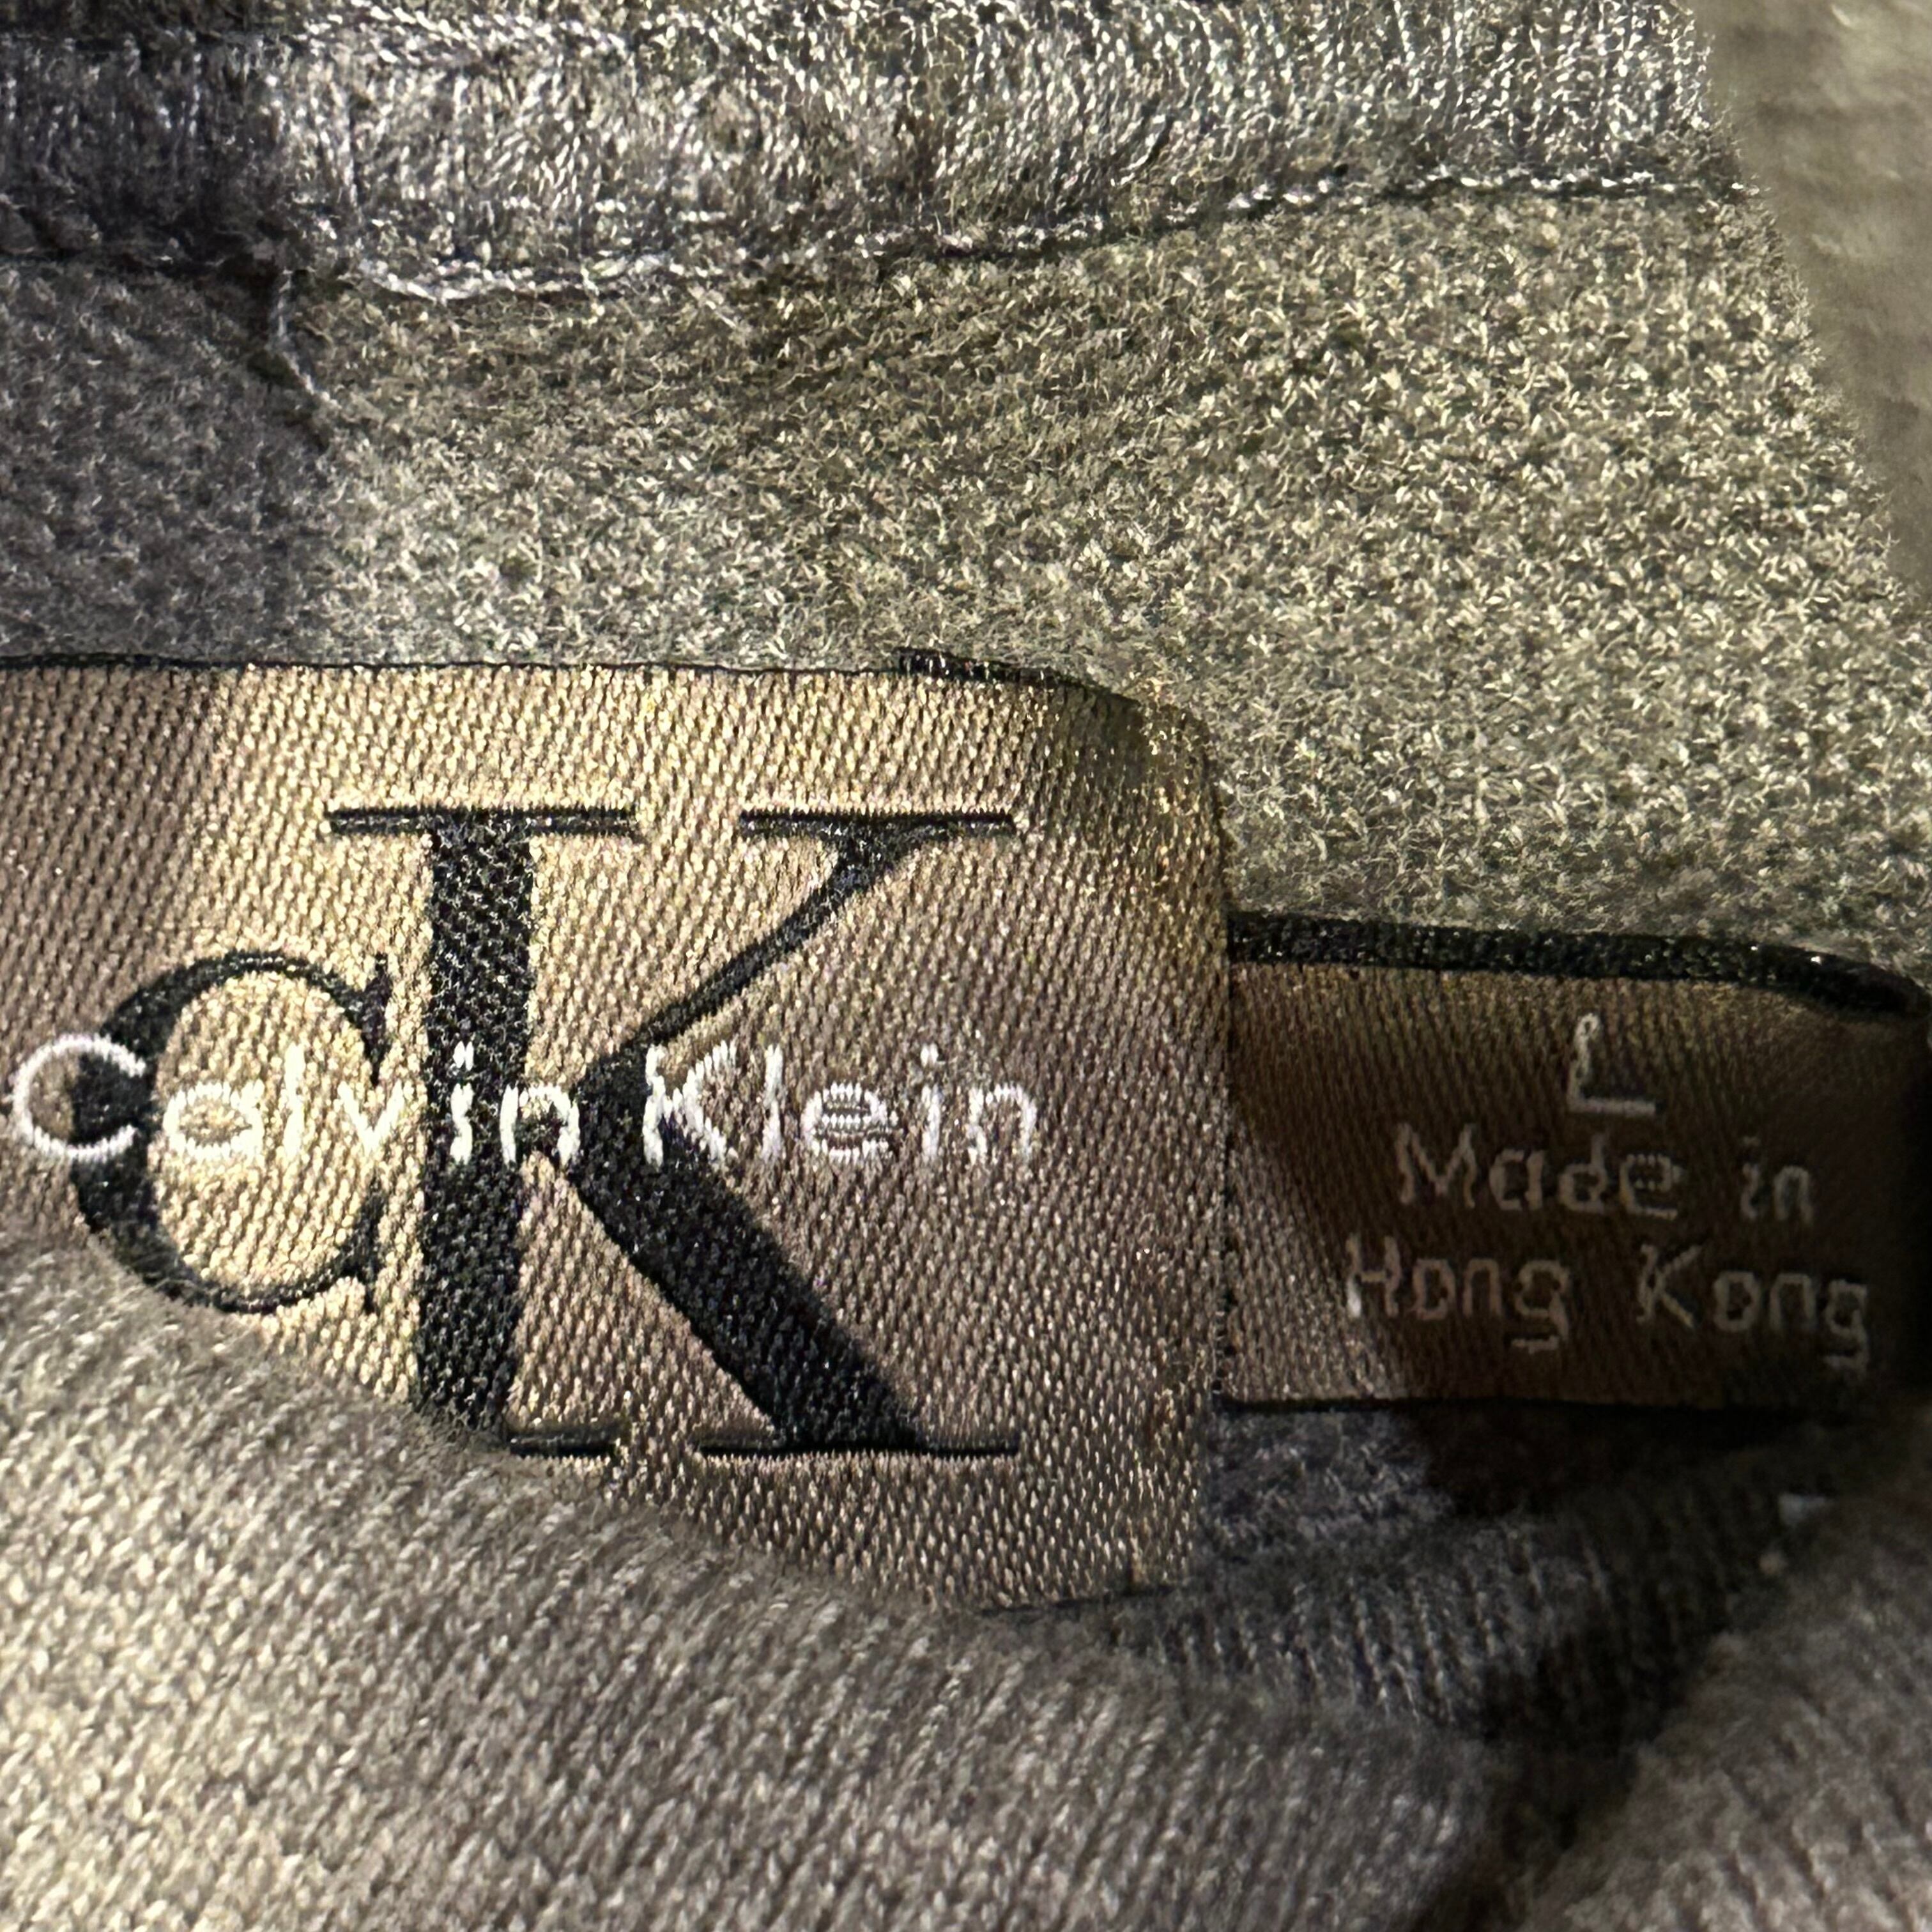 CK
Calvin Klein
L
Made in
Hong Kong